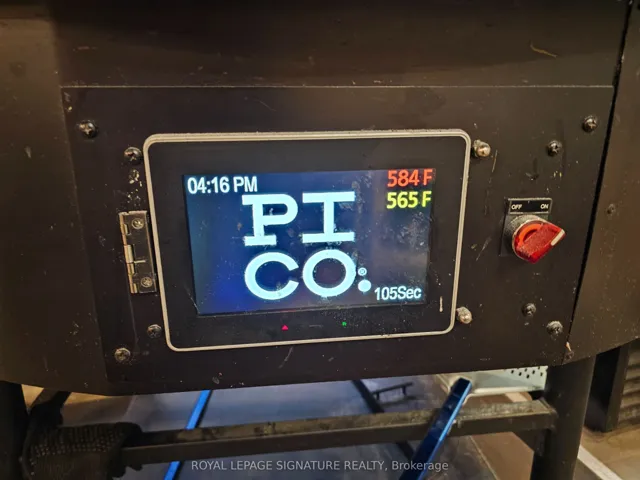 04:16 PM
584 F
565 F
PI
CO.®
105Sec
OFF ON
ROYAL LEPAGE SIGNATURE REALTY, Brokerage